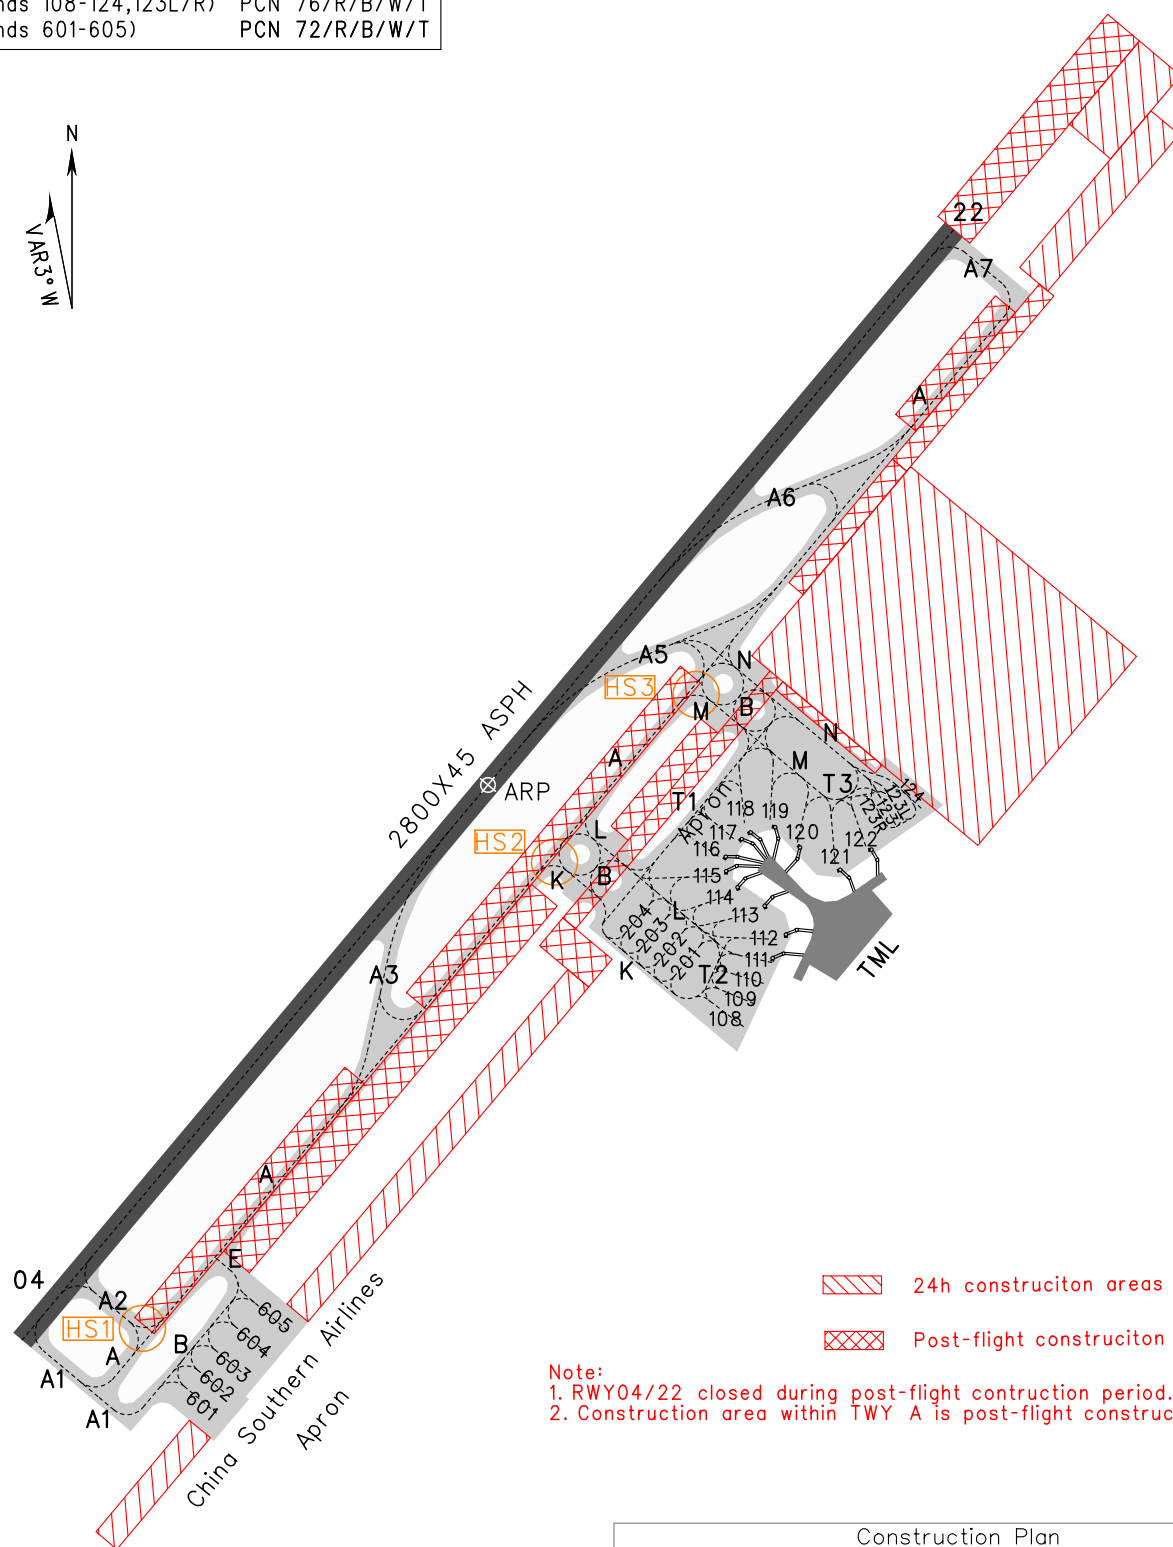 nds 108-124,123L/R) PCN 76/R/B/W/T
nds 601-605) PCN 72/R/B/W/T
N
VAR3°W
22
A7
A
A6
A5
N
HS3
M
B
N
2800X45 ASPH
A
M
ARP
T3
124
123L
123
123R
T1
Apron
118
119
120
122
121
117
116
115
114
113
112
111
110
109
108
HS2
L
K
B
L
204
203
202
201
T2
K
TML
A3
A
E
04
A2
HS1
A
B
A1
A1
605
604
603
602
601
China Southern Airlines
Apron
24h construciton areas
Post-flight construciton
Note:
1. RWY04/22 closed during post-flight contruction period.
2. Construction area within TWY A is post-flight construc
Construction Plan